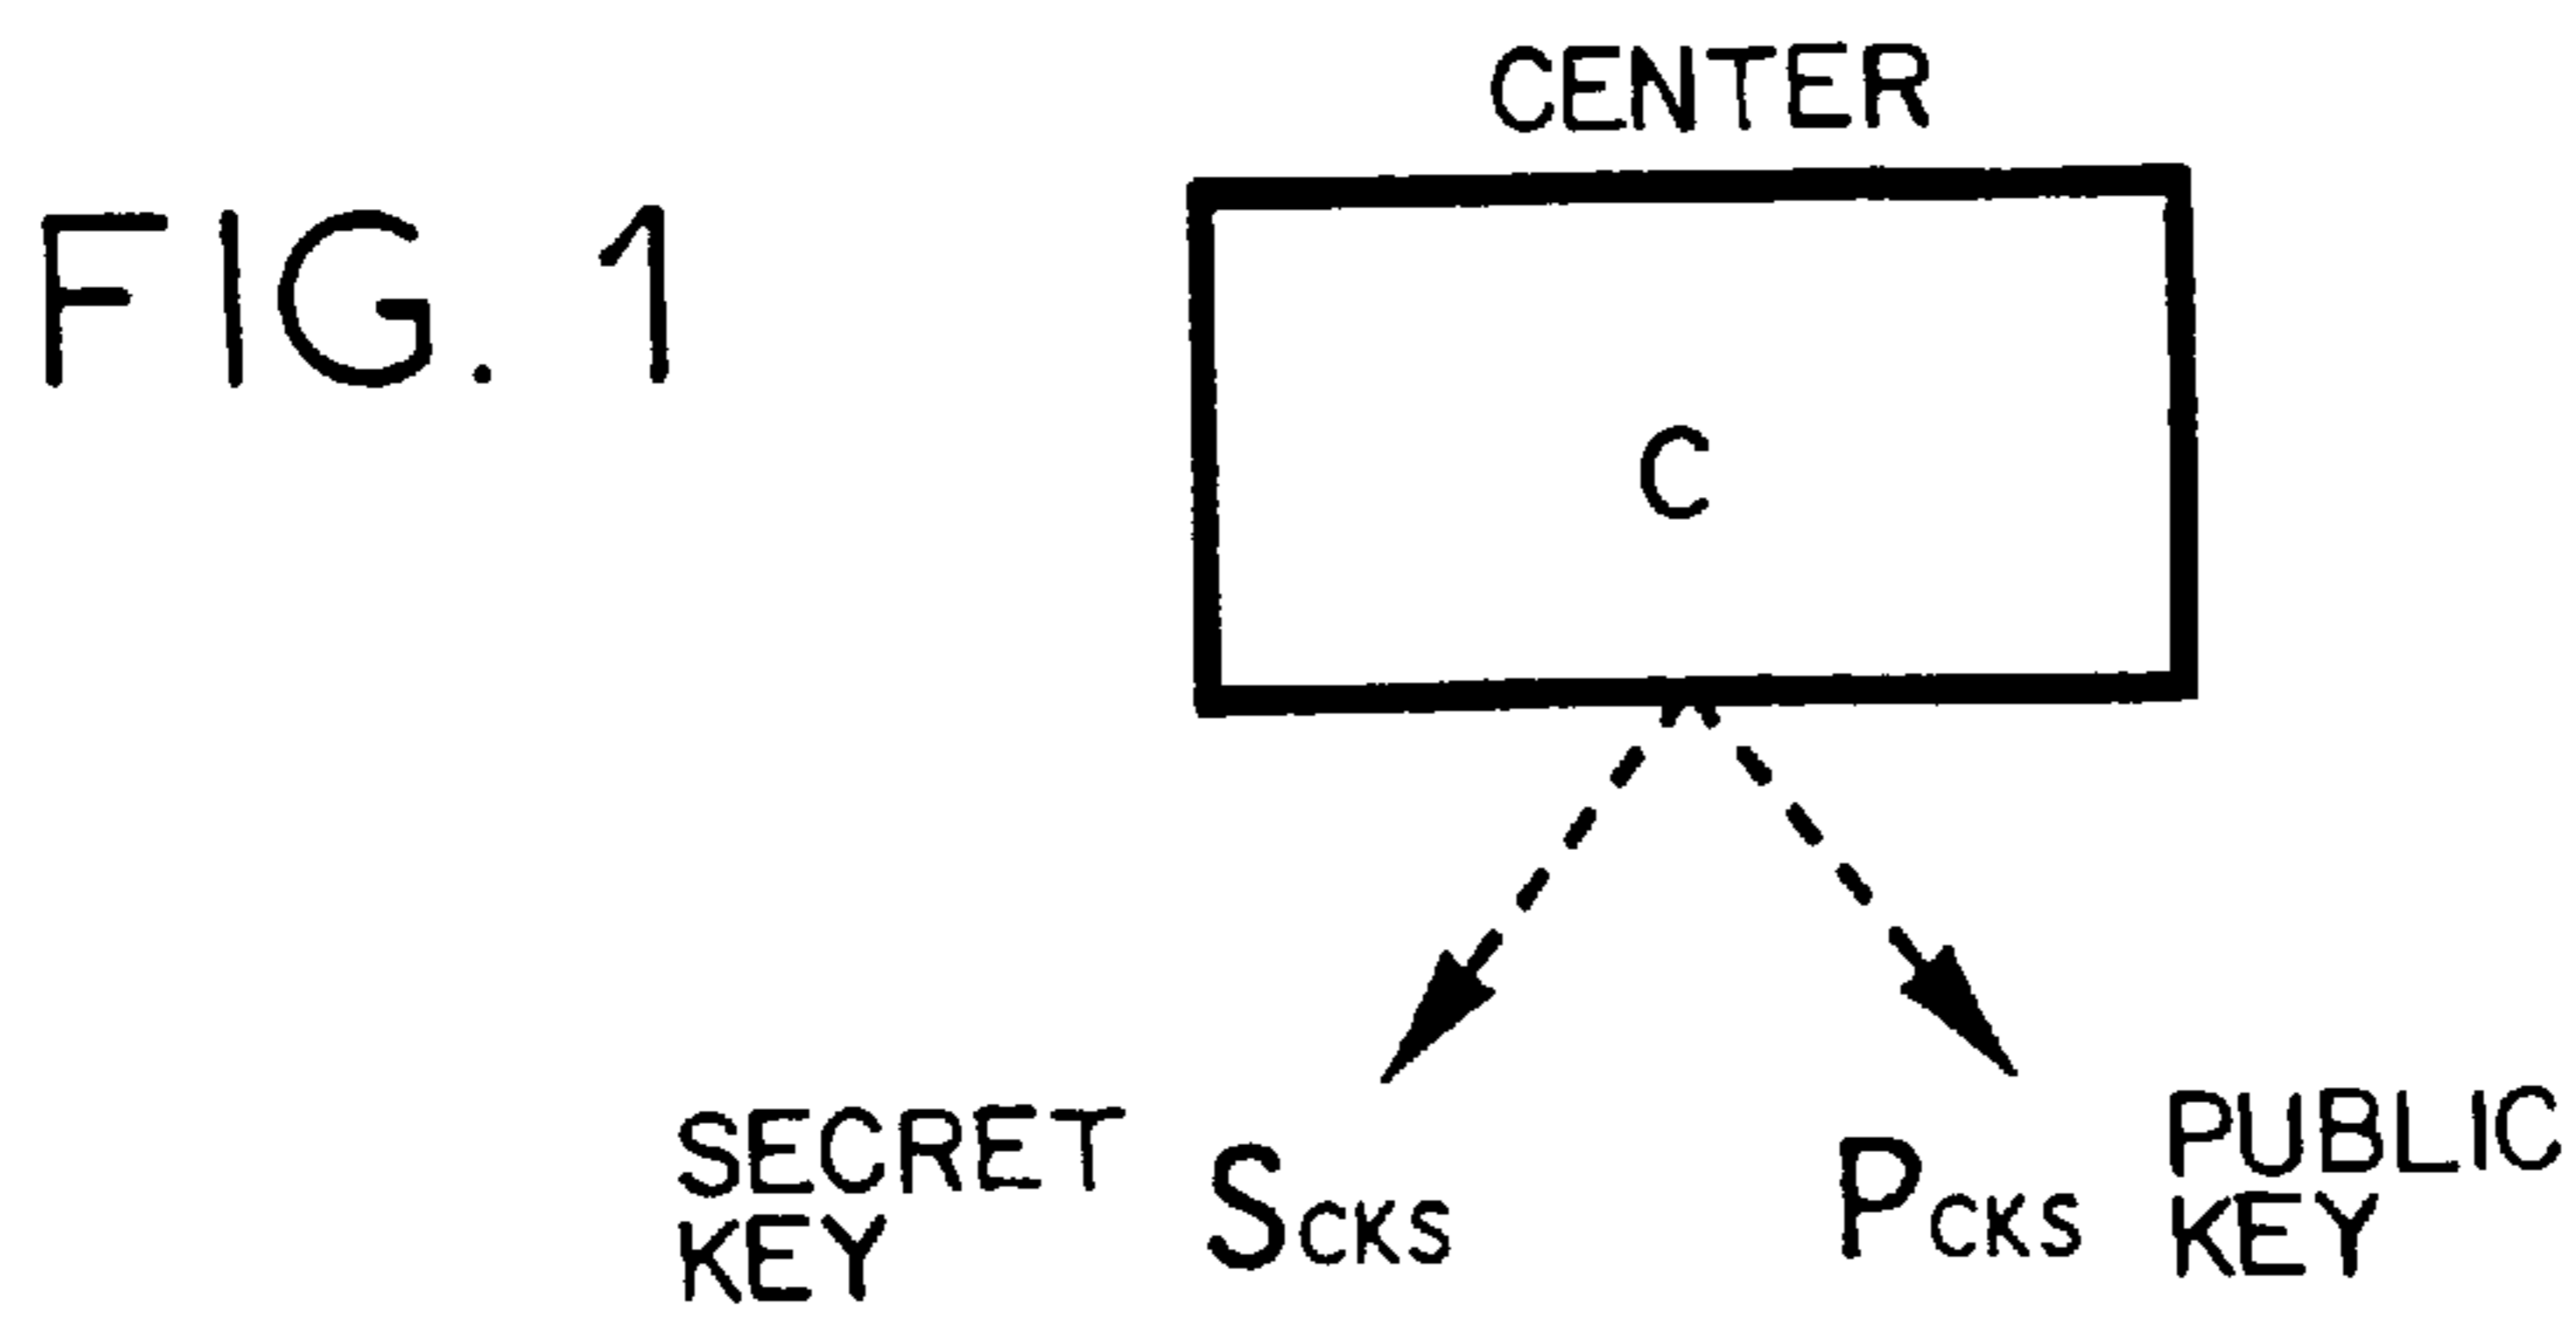 CENTER
FIG. 1
C
SECRET KEY SCKS
PCKS PUBLIC KEY